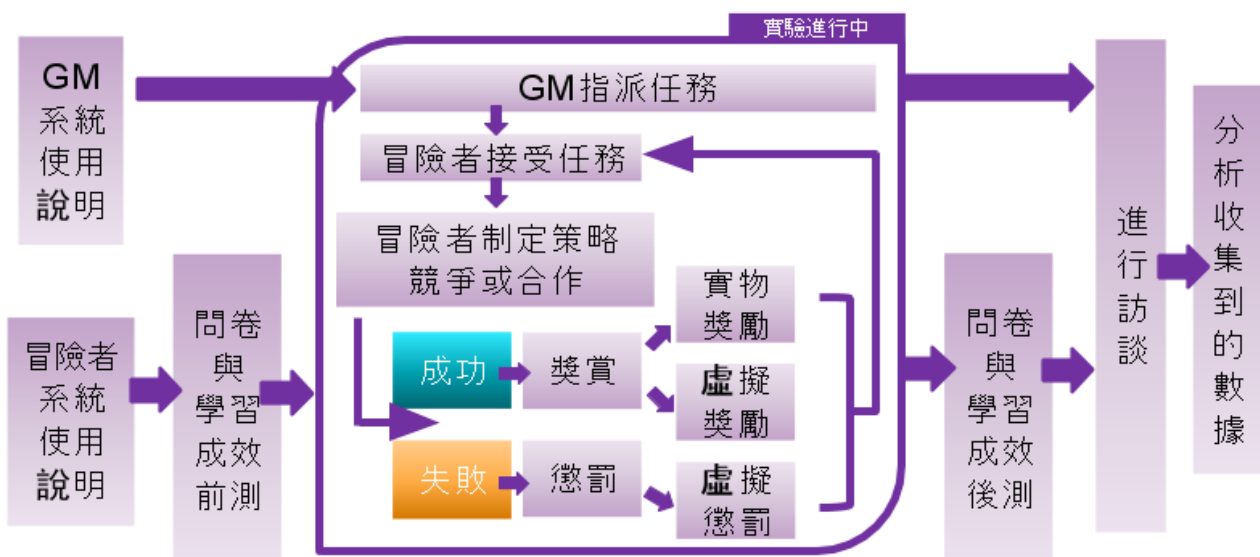 實驗進行中
GM
系統
使用
說明
GM指派任務
冒險者接受任務
冒險者制定策略
競爭或合作
冒險者
系統
使用
說明
問卷
與
學習
成效
前測
成功
獎賞
實物
獎勵
虛擬
獎勵
失敗
懲罰
虛擬
懲罰
問卷
與
學習
成效
後測
進
行
訪
談
分
析
收
集
到
的
數
據